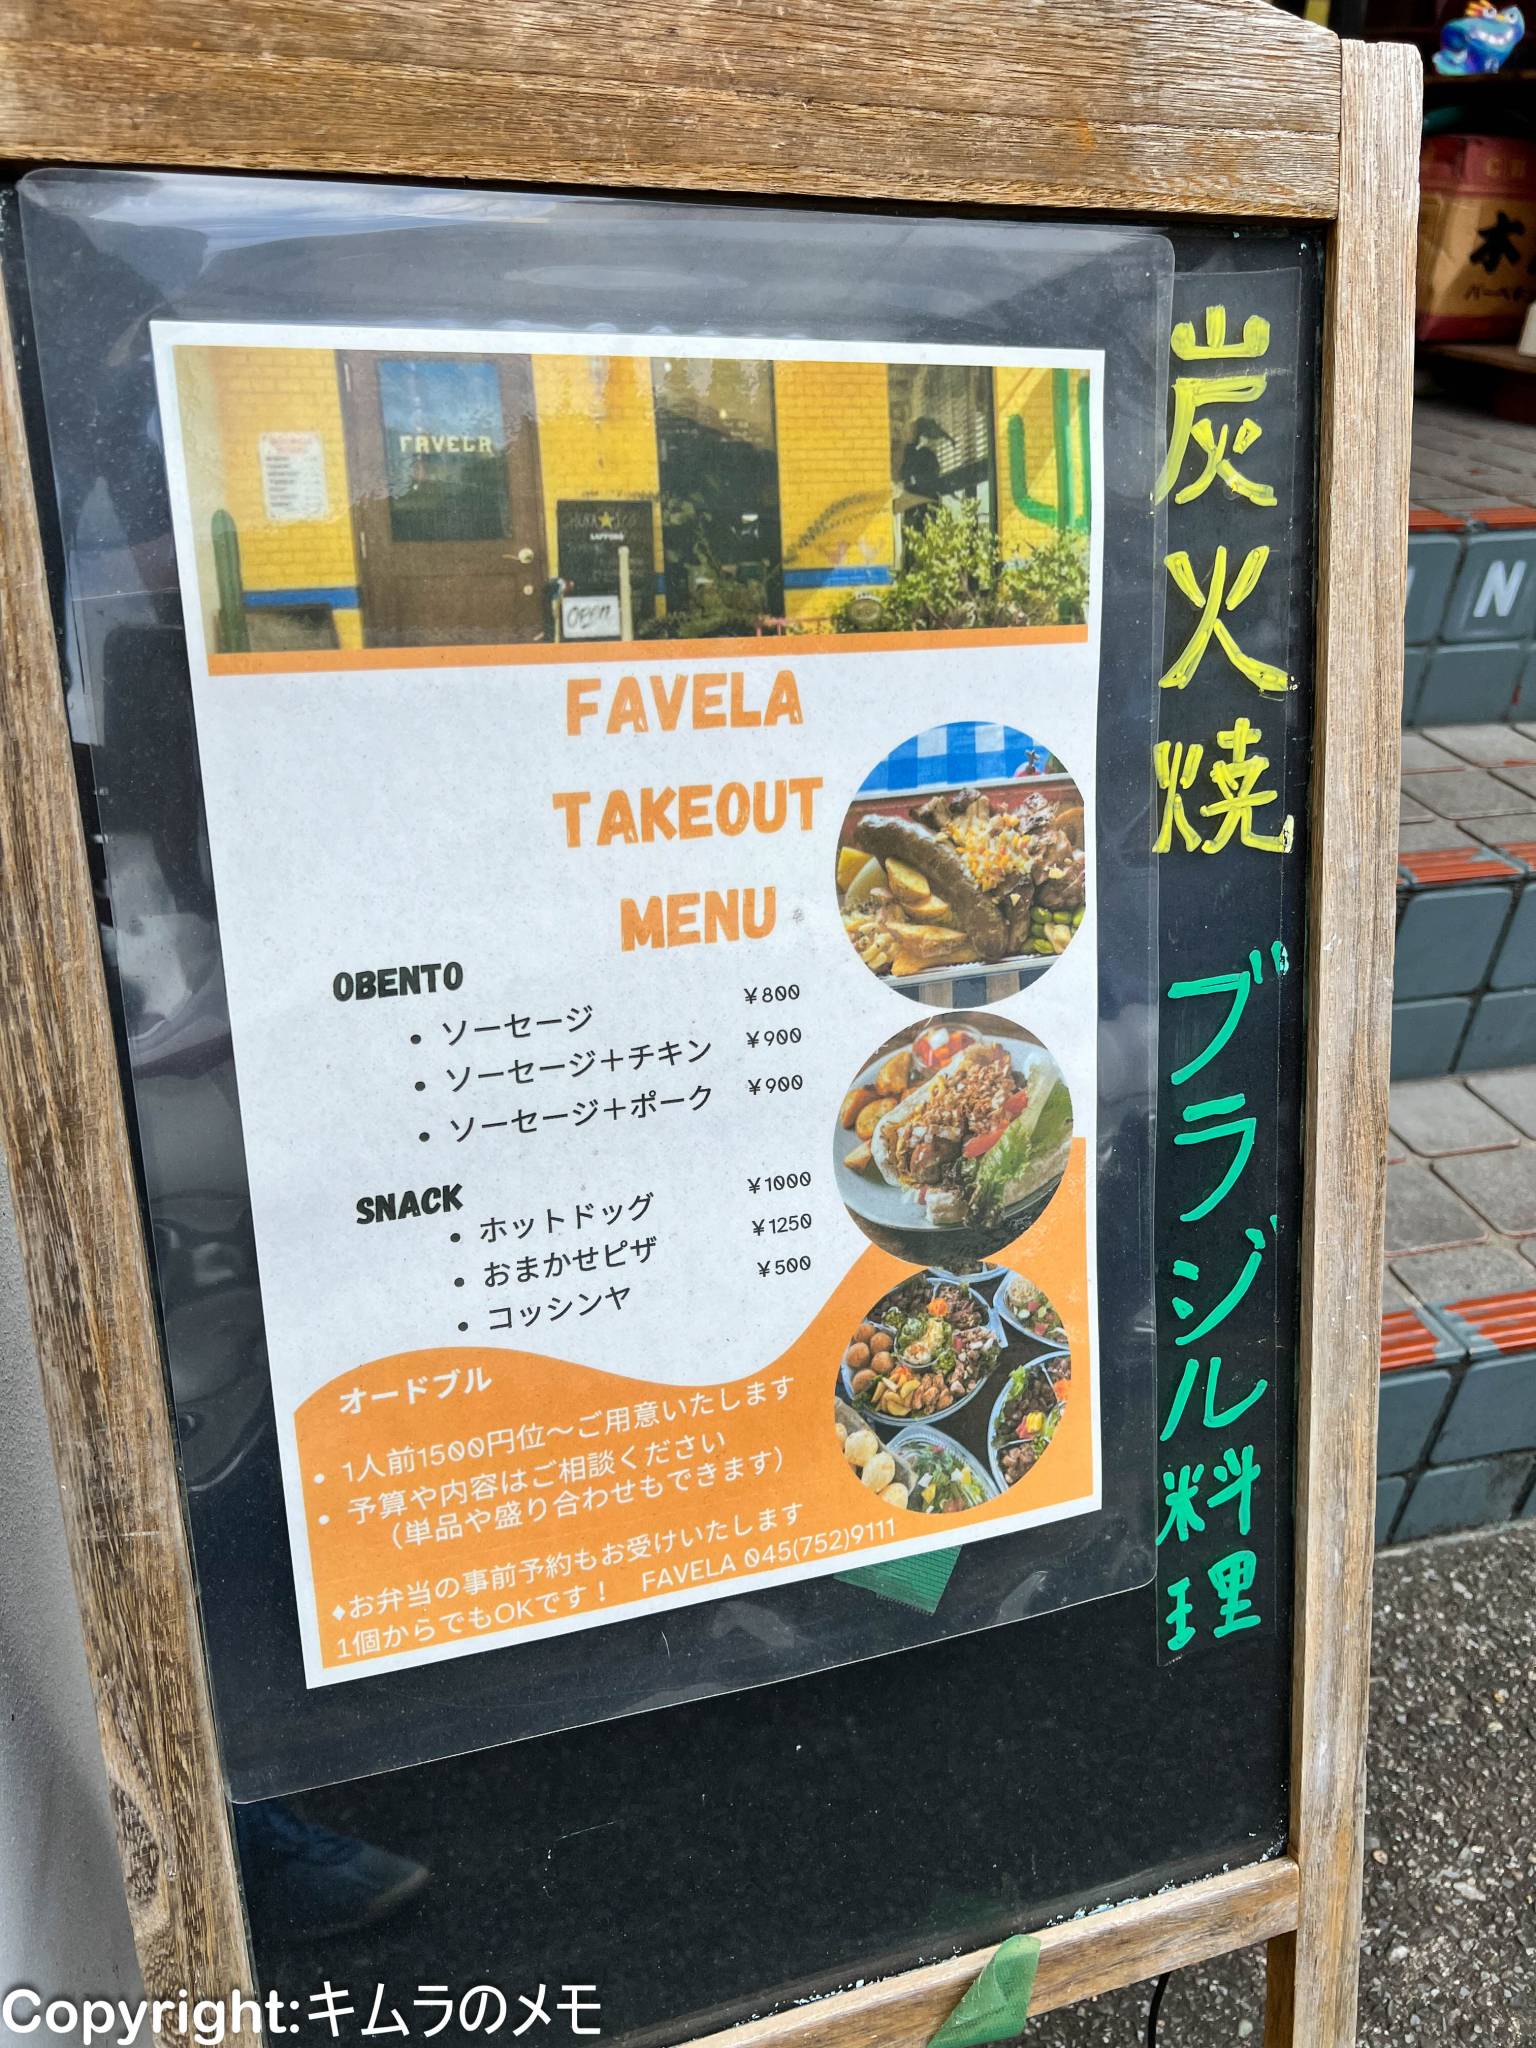 FAVELA
OPEN
FAVELA
TAKEOUT
MENU
OBENTO
• ソーセージ ¥800
• ソーセージ＋チキン ¥900
• ソーセージ＋ポーク ¥900
SNACK
• ホットドッグ ¥1000
• おまかせピザ ¥1250
• コッシンヤ ¥500
オードブル
• 1人前1500円位〜ご用意いたします
• 予算や内容はご相談ください
（単品や盛り合わせもできます）
♦お弁当の事前予約もお受けいたします
1個からでもOKです！ FAVELA 045(752)9111
炭火焼 ブラジル料理
木
N
Copyright:キムラのメモ